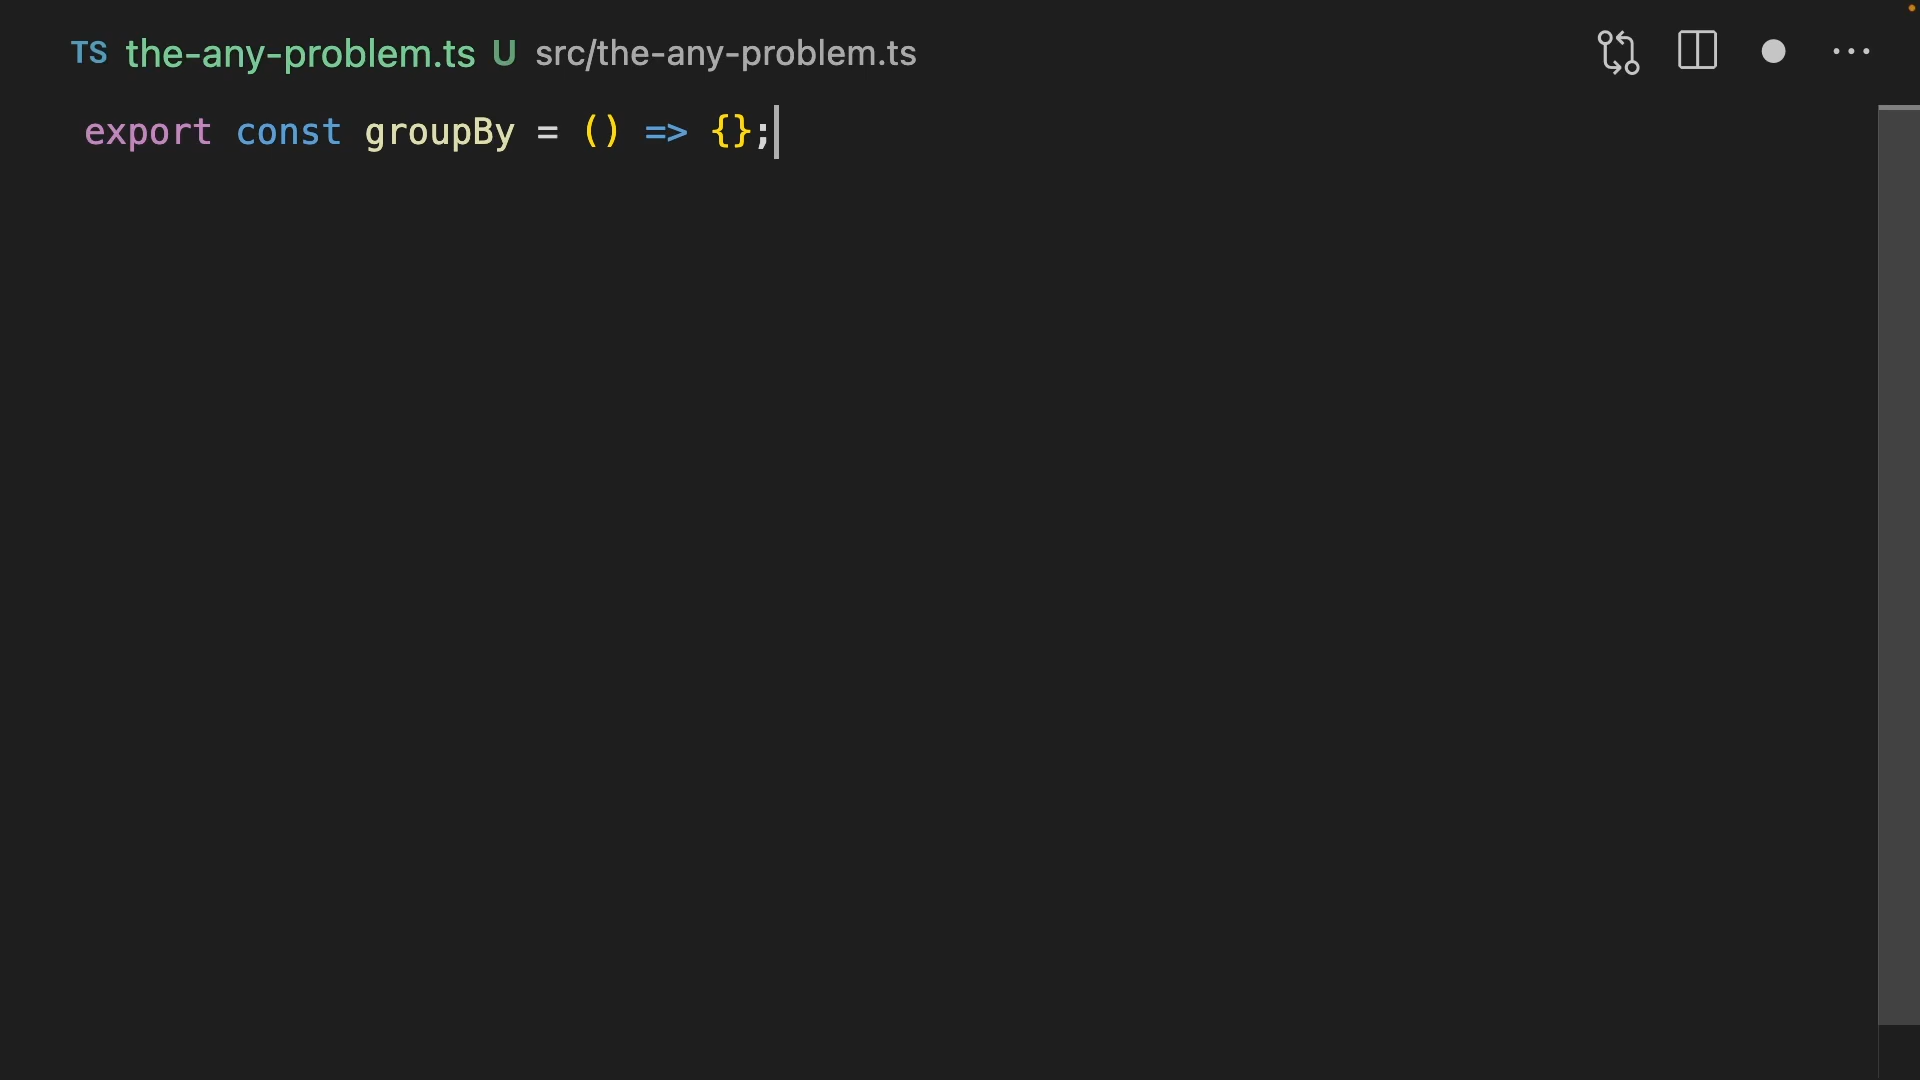 TS the-any-problem.ts U src/the-any-problem.ts
export const groupBy = () => {};